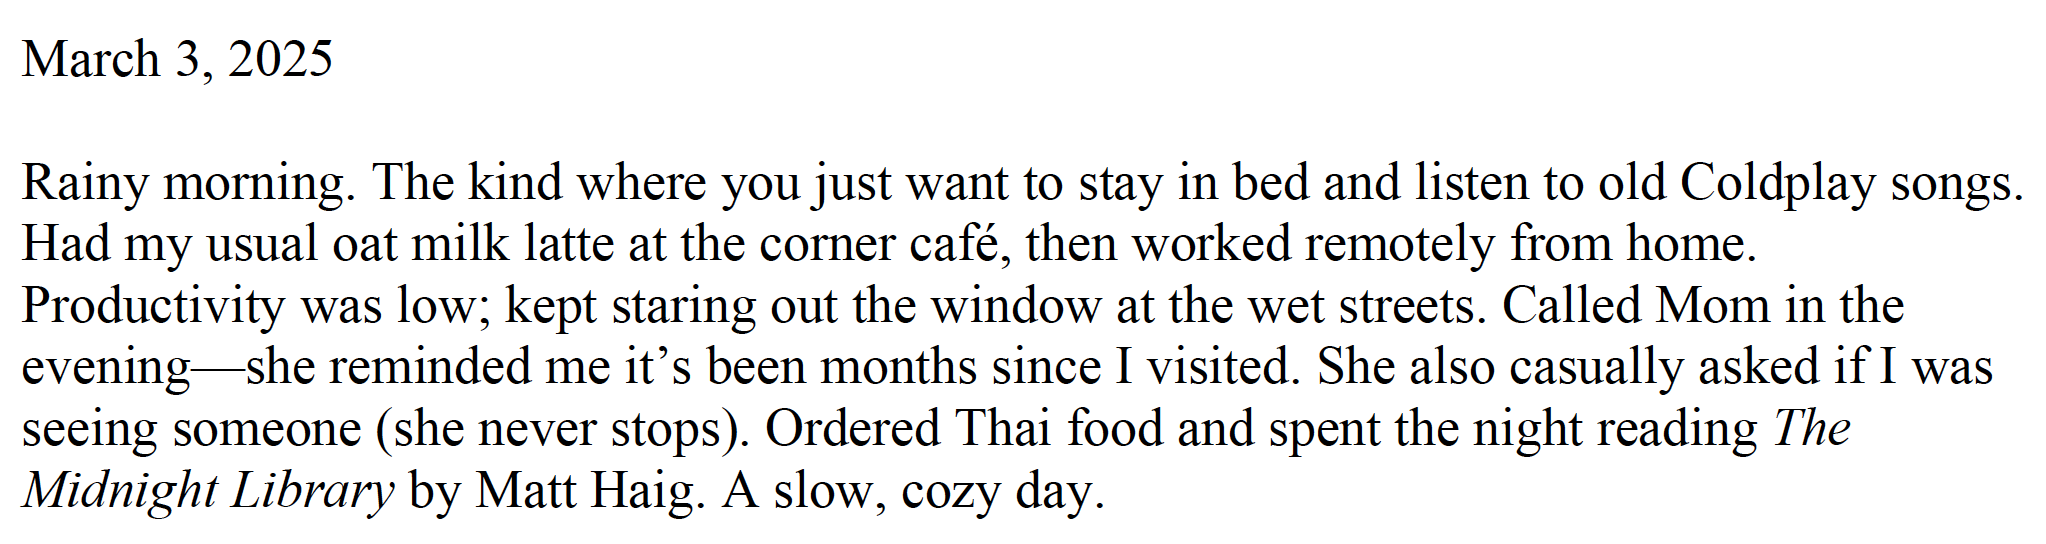 March 3, 2025
Rainy morning. The kind where you just want to stay in bed and listen to old Coldplay songs.
Had my usual oat milk latte at the corner café, then worked remotely from home.
Productivity was low; kept staring out the window at the wet streets. Called Mom in the
evening—she reminded me it’s been months since I visited. She also casually asked if I was
seeing someone (she never stops). Ordered Thai food and spent the night reading The
Midnight Library by Matt Haig. A slow, cozy day.